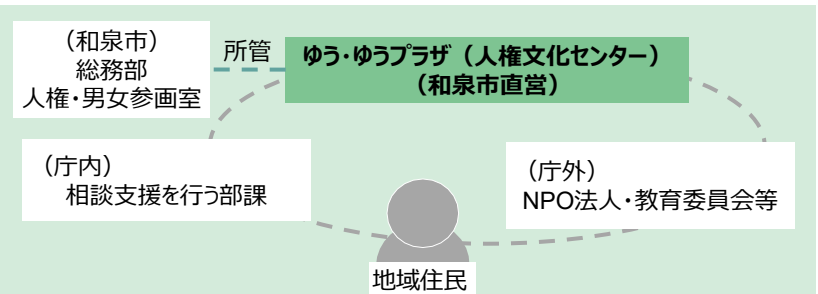 （和泉市）
総務部
人権・男女参画室
所管
ゆう・ゆうプラザ（人権文化センター）
（和泉市直営）
（庁内）
相談支援を行う部課
（庁外）
NPO法人・教育委員会等
地域住民